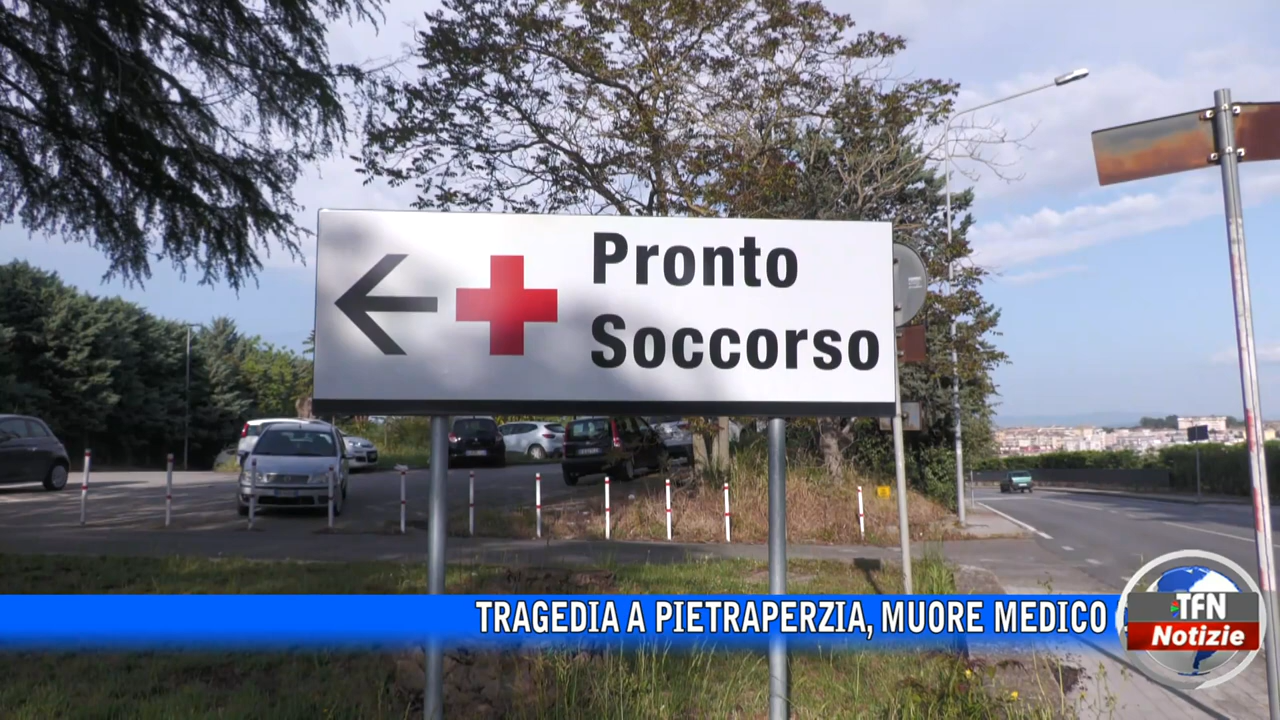 Pronto
Soccorso
TRAGEDIA A PIETRAPERZIA, MUORE MEDICO
TFN
Notizie